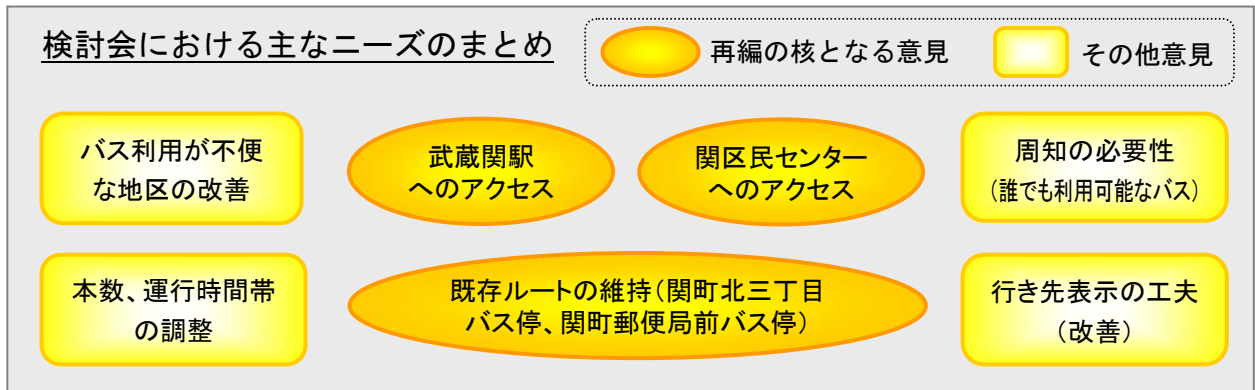 検討会における主なニーズのまとめ
再編の核となる意見
その他意見
バス利用が不便
な地区の改善
武蔵関駅
へのアクセス
関区民センター
へのアクセス
周知の必要性
(誰でも利用可能なバス)
本数、運行時間帯
の調整
既存ルートの維持(関町北三丁目
バス停、関町郵便局前バス停)
行き先表示の工夫
(改善)